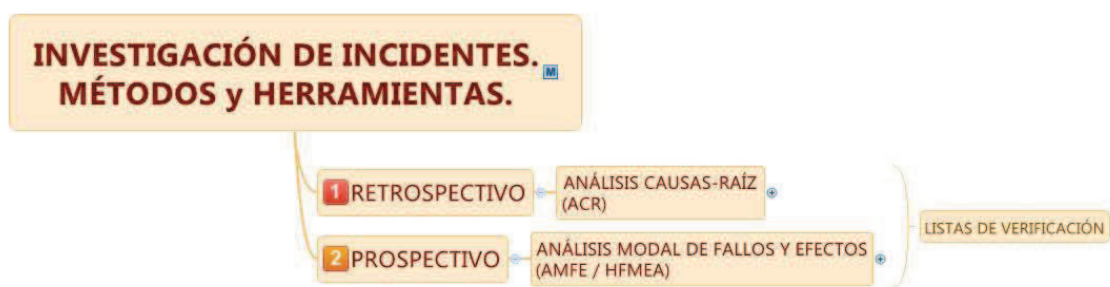 INVESTIGACIÓN DE INCIDENTES.
MÉTODOS y HERRAMIENTAS.
M
1 RETROSPECTIVO
ANÁLISIS CAUSAS-RAÍZ
(ACR)
2 PROSPECTIVO
ANÁLISIS MODAL DE FALLOS Y EFECTOS
(AMFE / HFMEA)
LISTAS DE VERIFICACIÓN